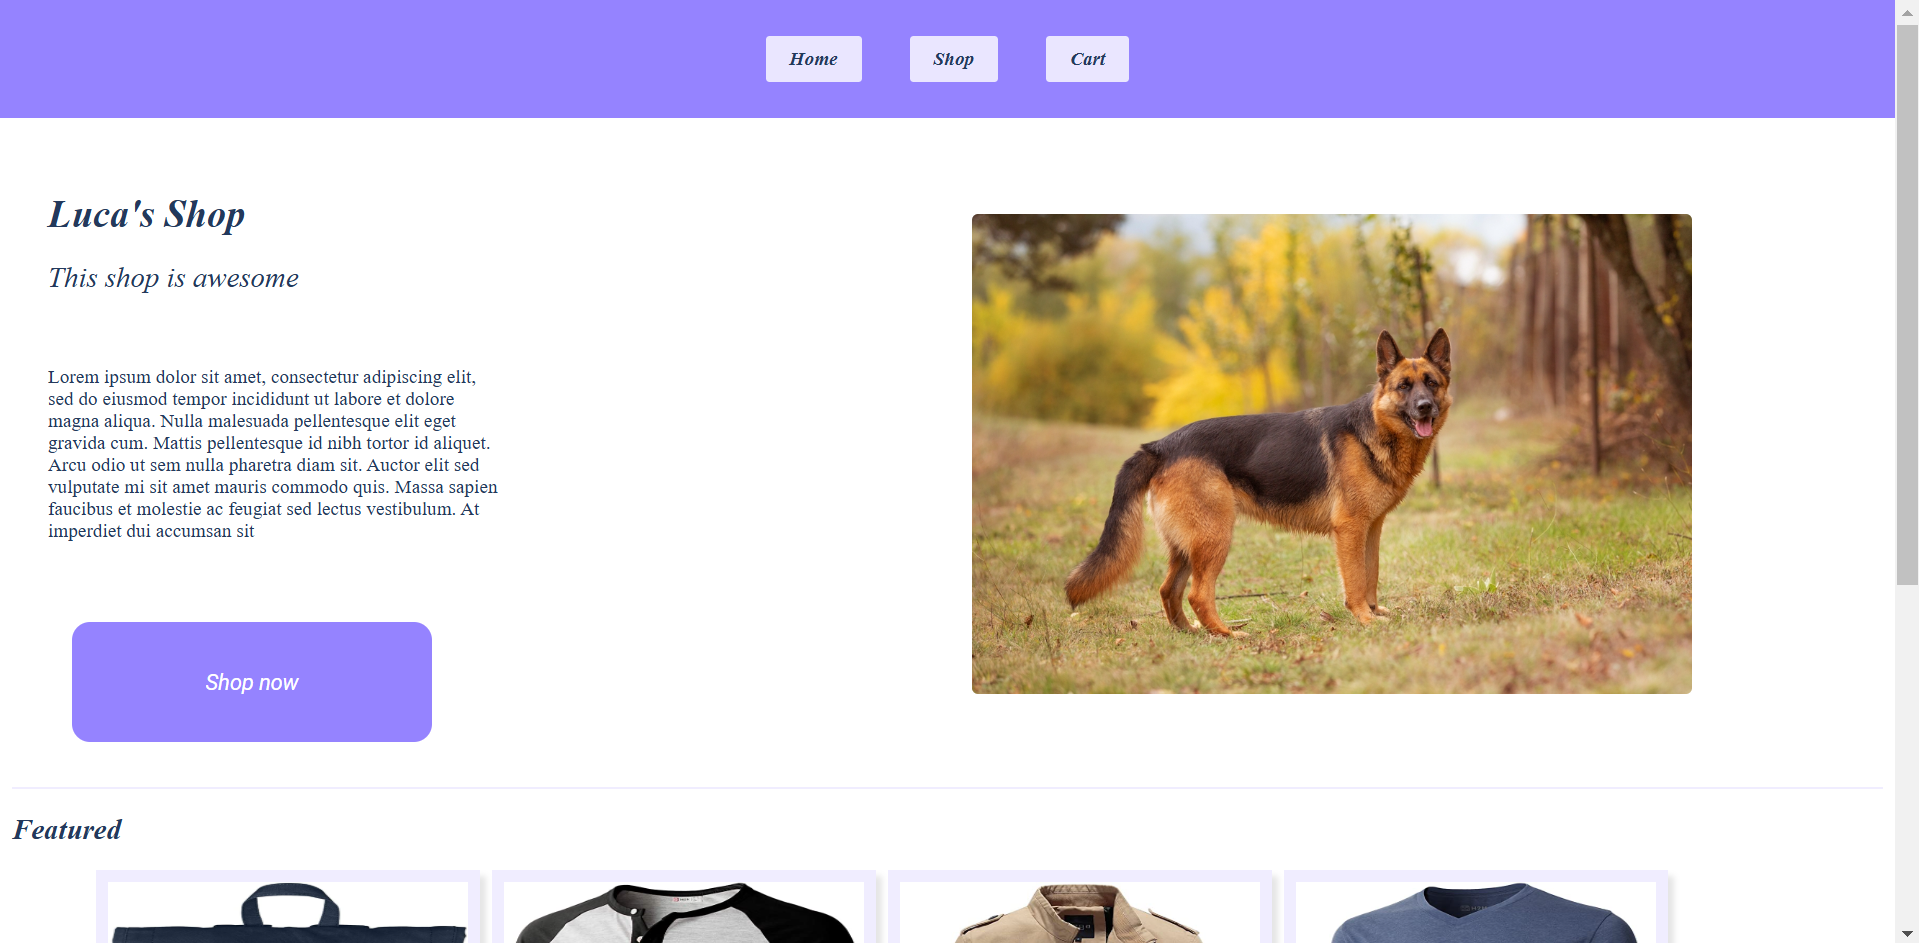 Home
Shop
Cart
Luca's Shop
This shop is awesome
Lorem ipsum dolor sit amet, consectetur adipiscing elit,
sed do eiusmod tempor incididunt ut labore et dolore
magna aliqua. Nulla malesuada pellentesque elit eget
gravida cum. Mattis pellentesque id nibh tortor id aliquet.
Arcu odio ut sem nulla pharetra diam sit. Auctor elit sed
vulputate mi sit amet mauris commodo quis. Massa sapien
faucibus et molestie ac feugiat sed lectus vestibulum. At
imperdiet dui accumsan sit
Shop now
Featured